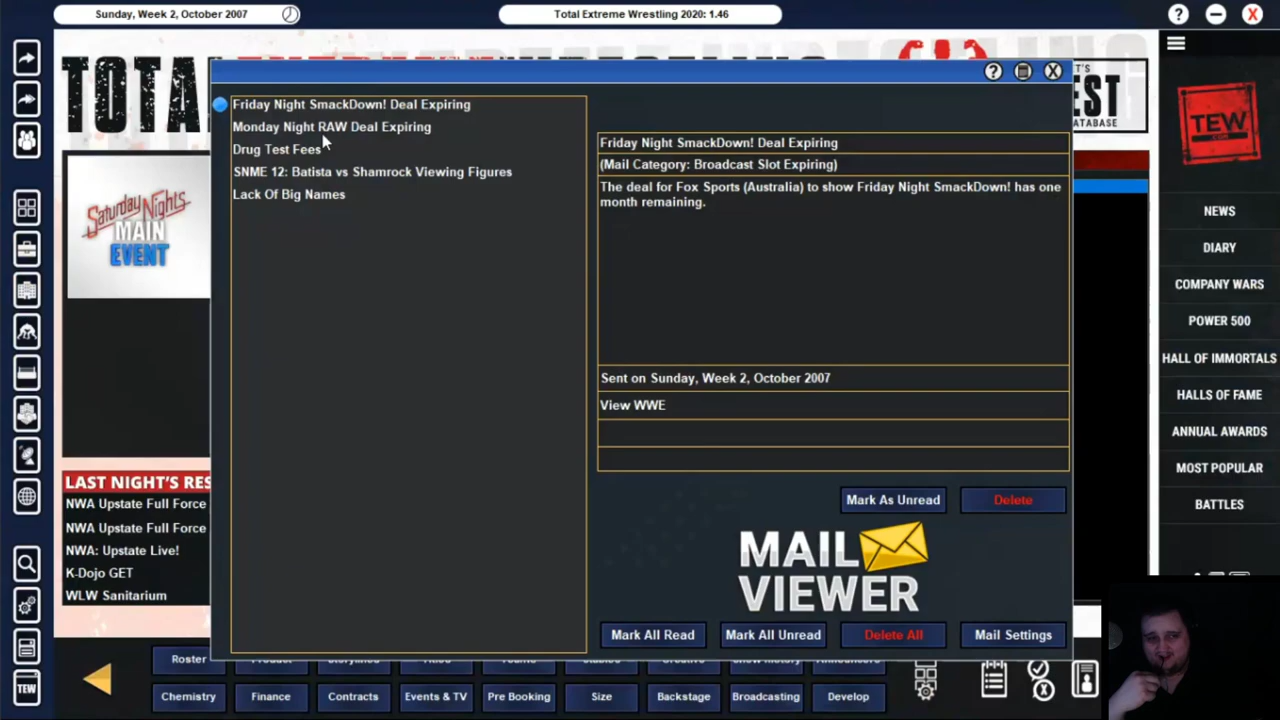 Sunday, Week 2, October 2007
Total Extreme Wrestling 2020: 1.46
Friday Night SmackDown! Deal Expiring
Monday Night RAW Deal Expiring
Drug Test Fees
SNME 12: Batista vs Shamrock Viewing Figures
Lack Of Big Names
Friday Night SmackDown! Deal Expiring
(Mail Category: Broadcast Slot Expiring)
The deal for Fox Sports (Australia) to show Friday Night SmackDown! has one
month remaining.
Sent on Sunday, Week 2, October 2007
View WWE
Mark As Unread
Delete
MAIL
VIEWER
Mark All Read
Mark All Unread
Delete All
Mail Settings
Saturday Night's
MAIN
EVENT
LAST NIGHT'S RES
NWA Upstate Full Force
NWA Upstate Full Force
NWA: Upstate Live!
K-Dojo GET
WLW Sanitarium
TEW
.COM
NEWS
DIARY
COMPANY WARS
POWER 500
HALL OF IMMORTALS
HALL OF FAME
ANNUAL AWARDS
MOST POPULAR
BATTLES
Roster
Chemistry
Finance
Contracts
Events & TV
Pre Booking
Size
Backstage
Broadcasting
Develop
TEW